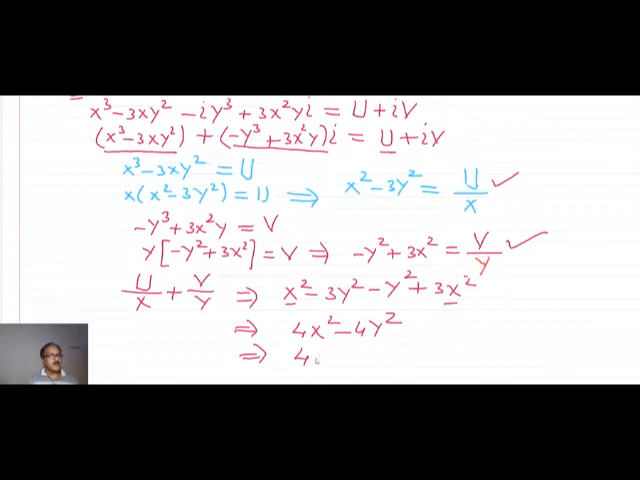 x³-3xy²-iy³+3x²yi = U+iV
(x³-3xy²)+(-y³+3x²y)i = U+iV
x³-3xy² = U
x(x²-3y²) = U ⇒ x²-3y² = U/x ✓
-y³+3x²y = V
y[-y²+3x²] = V ⇒ -y²+3x² = V/y ✓
U/x + V/y ⇒ x²-3y²-y²+3x²
⇒ 4x²-4y²
⇒ 4